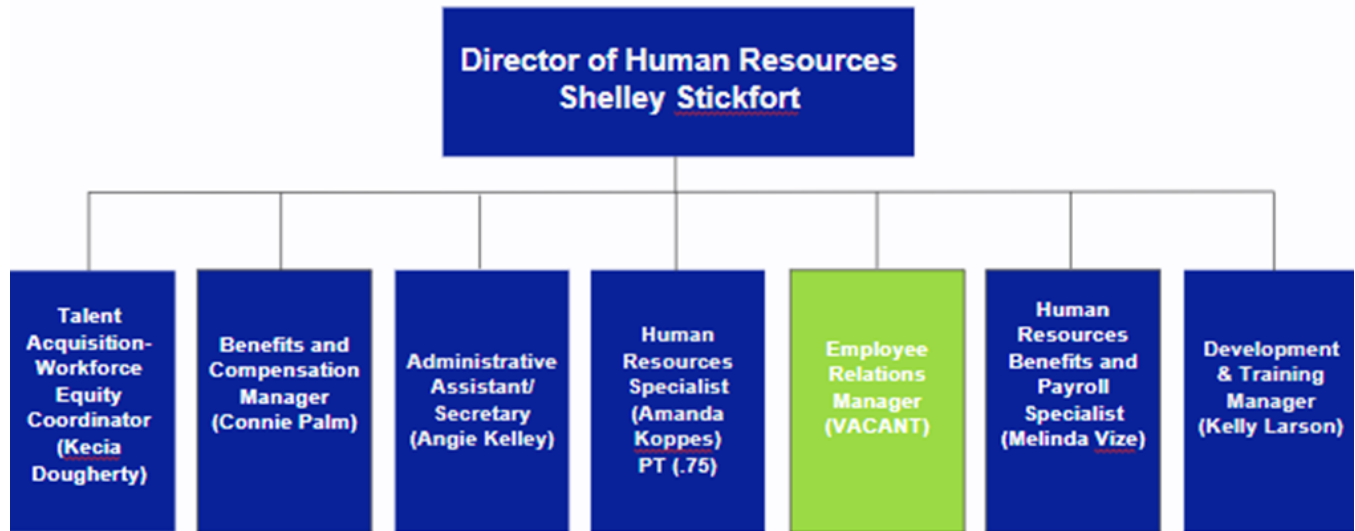 Director of Human Resources
Shelley Stickfort
Talent
Acquisition-
Workforce
Equity
Coordinator
(Kecia
Dougherty)
Benefits and
Compensation
Manager
(Connie Palm)
Administrative
Assistant/
Secretary
(Angie Kelley)
Human
Resources
Specialist
(Amanda
Koppes)
PT (.75)
Employee
Relations
Manager
(VACANT)
Human
Resources
Benefits and
Payroll
Specialist
(Melinda Vize)
Development
& Training
Manager
(Kelly Larson)